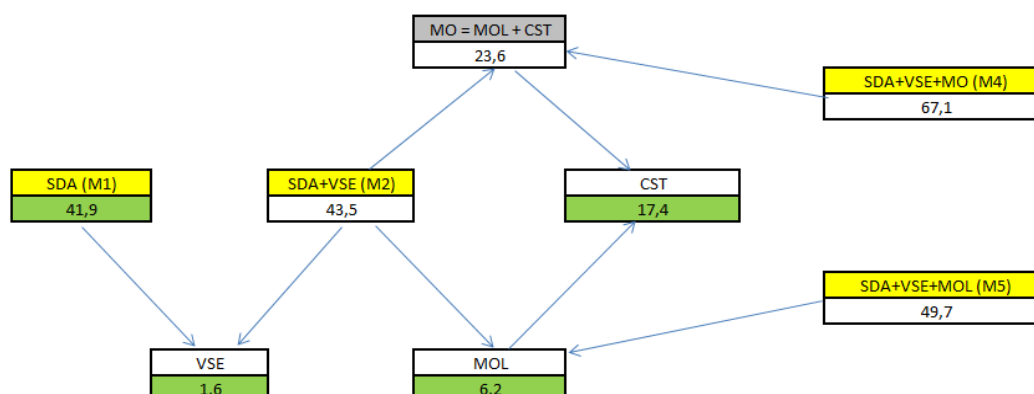 MO = MOL + CST
23,6
SDA+VSE+MO (M4)
67,1
SDA (M1)
41,9
SDA+VSE (M2)
43,5
CST
17,4
SDA+VSE+MOL (M5)
49,7
VSE
1,6
MOL
6,2